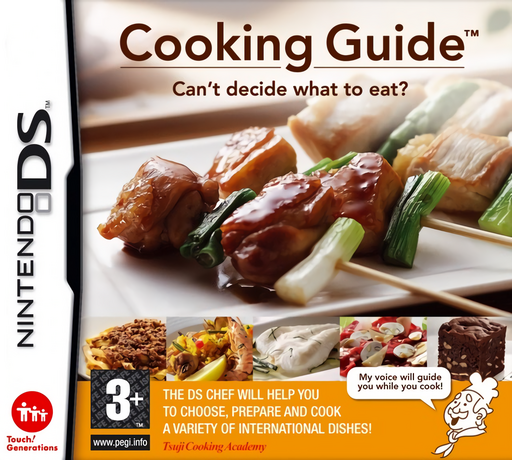 Cooking Guide™
Can't decide what to eat?
NINTENDODS™
My voice will guide
you while you cook!
3+™
www.pegi.info
THE DS CHEF WILL HELP YOU
TO CHOOSE, PREPARE AND COOK
A VARIETY OF INTERNATIONAL DISHES!
Tsuji Cooking Academy
Touch!
Generations